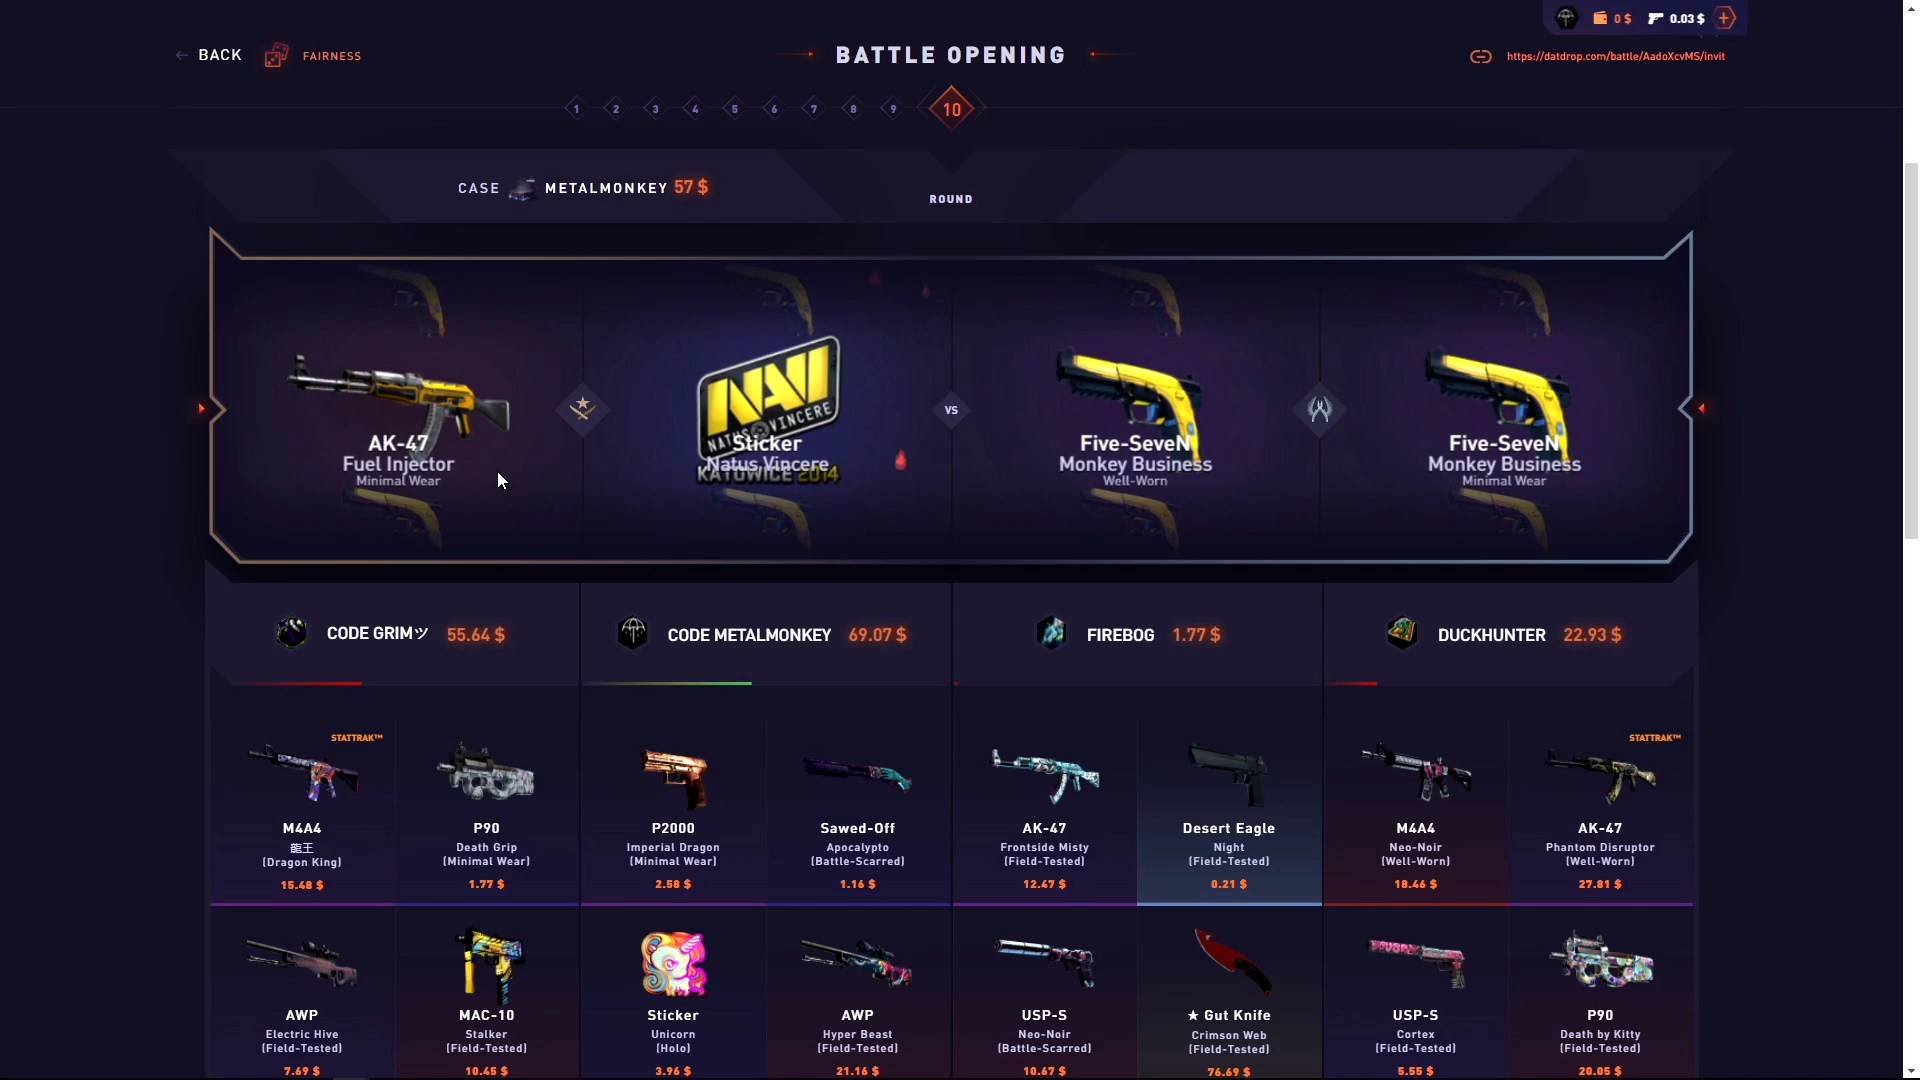 0 $
0.03 $
BACK
FAIRNESS
BATTLE OPENING
https://datdrop.com/battle/AadoXcvMS/invit
1
2
3
4
5
6
7
8
9
10
CASE
METALMONKEY 57 $
ROUND
NAVI
NATUS VINCERE
KATOWICE 2014
AK-47
Fuel Injector
Minimal Wear
Sticker
Natus Vincere
VS
Five-SeveN
Monkey Business
Well-Worn
Five-SeveN
Monkey Business
Minimal Wear
CODE GRIMツ 55.64 $
CODE METALMONKEY 69.07 $
FIREBOG 1.77 $
DUCKHUNTER 22.93 $
STATTRAK™
M4A4
龍王
(Dragon King)
15.48 $
P90
Death Grip
(Minimal Wear)
1.77 $
P2000
Imperial Dragon
(Minimal Wear)
2.58 $
Sawed-Off
Apocalypto
(Battle-Scarred)
1.16 $
AK-47
Frontside Misty
(Field-Tested)
12.47 $
Desert Eagle
Night
(Field-Tested)
0.21 $
M4A4
Neo-Noir
(Well-Worn)
18.46 $
STATTRAK™
AK-47
Phantom Disruptor
(Well-Worn)
27.81 $
AWP
Electric Hive
(Field-Tested)
7.69 $
MAC-10
Stalker
(Field-Tested)
10.45 $
Sticker
Unicorn
(Holo)
3.96 $
AWP
Hyper Beast
(Field-Tested)
21.16 $
USP-S
Neo-Noir
(Battle-Scarred)
10.67 $
★ Gut Knife
Crimson Web
(Field-Tested)
76.69 $
USP-S
Cortex
(Field-Tested)
5.55 $
P90
Death by Kitty
(Field-Tested)
20.05 $